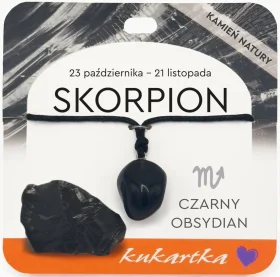 KAMIEŃ NATURY
23 października – 21 listopada
SKORPION
CZARNY
OBSYDIAN
kukartka